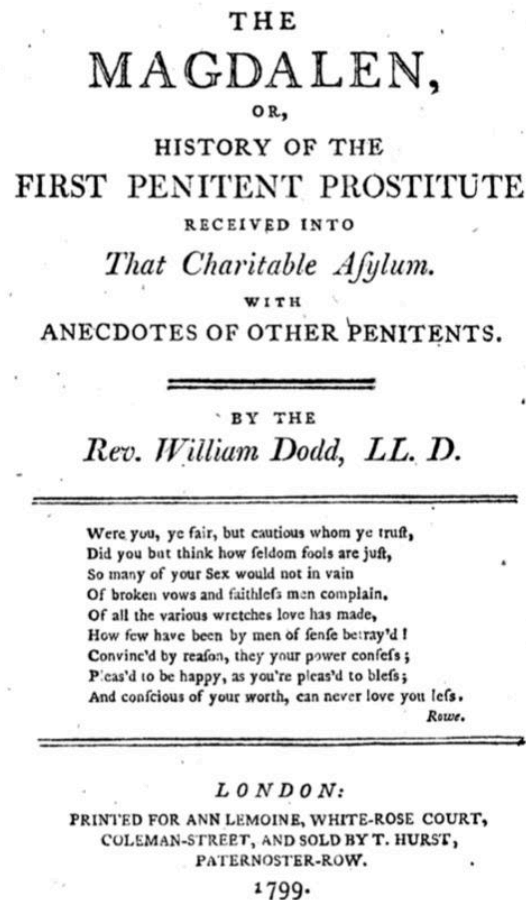 THE
MAGDALEN,
OR,
HISTORY OF THE
FIRST PENITENT PROSTITUTE
RECEIVED INTO
That Charitable Aſylum.
WITH
ANECDOTES OF OTHER PENITENTS.
BY THE
Rev. William Dodd, LL. D.
Were you, ye fair, but cautious whom ye truſt,
Did you but think how ſeldom fools are juſt,
So many of your Sex would not in vain
Of broken vows and faithleſs men complain.
Of all the various wretches love has made,
How few have been by men of ſenſe betray'd!
Convinc'd by reaſon, they your power confeſs;
Pleas'd to be happy, as you're pleas'd to bleſs;
And conſcious of your worth, can never love you leſs.
Rowe.
LONDON:
PRINTED FOR ANN LEMOINE, WHITE-ROSE COURT,
COLEMAN-STREET, AND SOLD BY T. HURST,
PATERNOSTER-ROW.
1799.